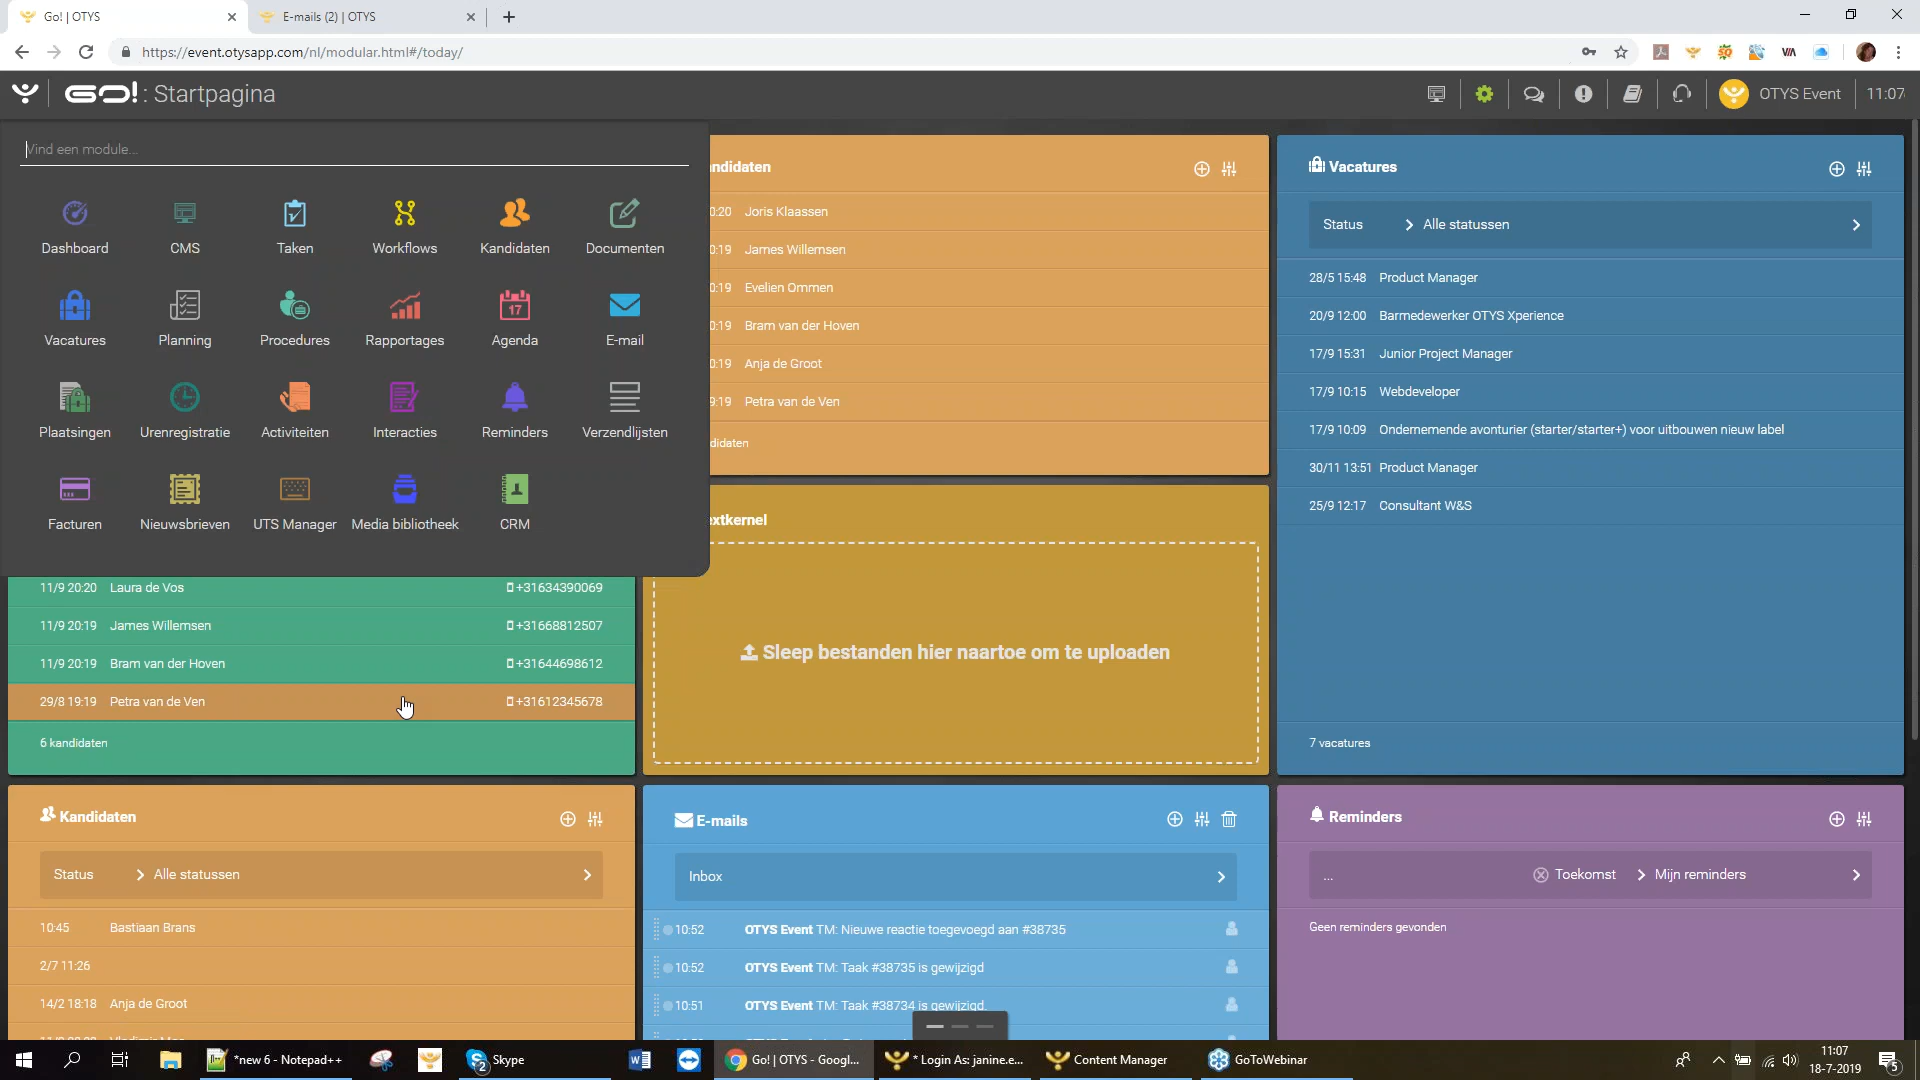 Go! | OTYS
E-mails (2) | OTYS
https://event.otysapp.com/nl/modular.html#/today/
GO! : Startpagina
OTYS Event
11:07
Vind een module...
Dashboard
CMS
Taken
Workflows
Kandidaten
Documenten
Vacatures
Planning
Procedures
Rapportages
Agenda
17
E-mail
Plaatsingen
Urenregistratie
Activiteiten
Interacties
Reminders
Verzendlijsten
Facturen
Nieuwsbrieven
UTS Manager
Media bibliotheek
CRM
11/9 20:20 Laura de Vos +31634390069
11/9 20:19 James Willemsen +31668812507
11/9 20:19 Bram van der Hoven +31644698612
29/8 19:19 Petra van de Ven +31612345678
6 kandidaten
ndidaten
0:20 Joris Klaassen
0:19 James Willemsen
0:19 Evelien Ommen
0:19 Bram van der Hoven
0:19 Anja de Groot
9:19 Petra van de Ven
didaten
extkernel
Sleep bestanden hier naartoe om te uploaden
Vacatures
Status Alle statussen
28/5 15:48 Product Manager
20/9 12:00 Barmedewerker OTYS Xperience
17/9 15:31 Junior Project Manager
17/9 10:15 Webdeveloper
17/9 10:09 Ondernemende avonturier (starter/starter+) voor uitbouwen nieuw label
30/11 13:51 Product Manager
25/9 12:17 Consultant W&S
7 vacatures
Kandidaten
Status Alle statussen
10:45 Bastiaan Brans
2/7 11:26
14/2 18:18 Anja de Groot
E-mails
Inbox
10:52 OTYS Event TM: Nieuwe reactie toegevoegd aan #38735
10:52 OTYS Event TM: Taak #38735 is gewijzigd
10:51 OTYS Event TM: Taak #38734 is gewijzigd.
Reminders
... Toekomst Mijn reminders
Geen reminders gevonden
*new 6 - Notepad++
2
Skype
Go! | OTYS - Googl...
* Login As: janine.e...
Content Manager
GoToWebinar
11:07
18-7-2019
5